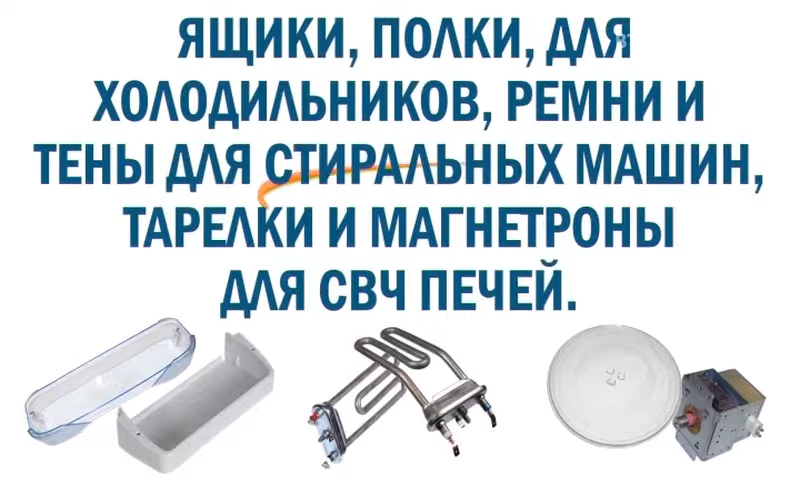 ЯЩИКИ, ПОЛКИ, ДЛЯ
ХОЛОДИЛЬНИКОВ, РЕМНИ И
ТЕНЫ ДЛЯ СТИРАЛЬНЫХ МАШИН,
ТАРЕЛКИ И МАГНЕТРОНЫ
ДЛЯ СВЧ ПЕЧЕЙ.